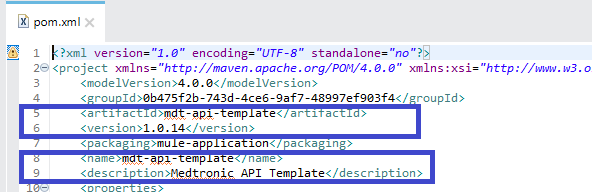 pom.xml
1 <?xml version="1.0" encoding="UTF-8" standalone="no"?>
2 <project xmlns="http://maven.apache.org/POM/4.0.0" xmlns:xsi="http://www.w3.o
3 <modelVersion>4.0.0</modelVersion>
4 <groupId>0b475f2b-743d-4ce6-9af7-48997ef903f4</groupId>
5 <artifactId>mdt-api-template</artifactId>
6 <version>1.0.14</version>
7 <packaging>mule-application</packaging>
8 <name>mdt-api-template</name>
9 <description>Medtronic API Template</description>
10 <properties>